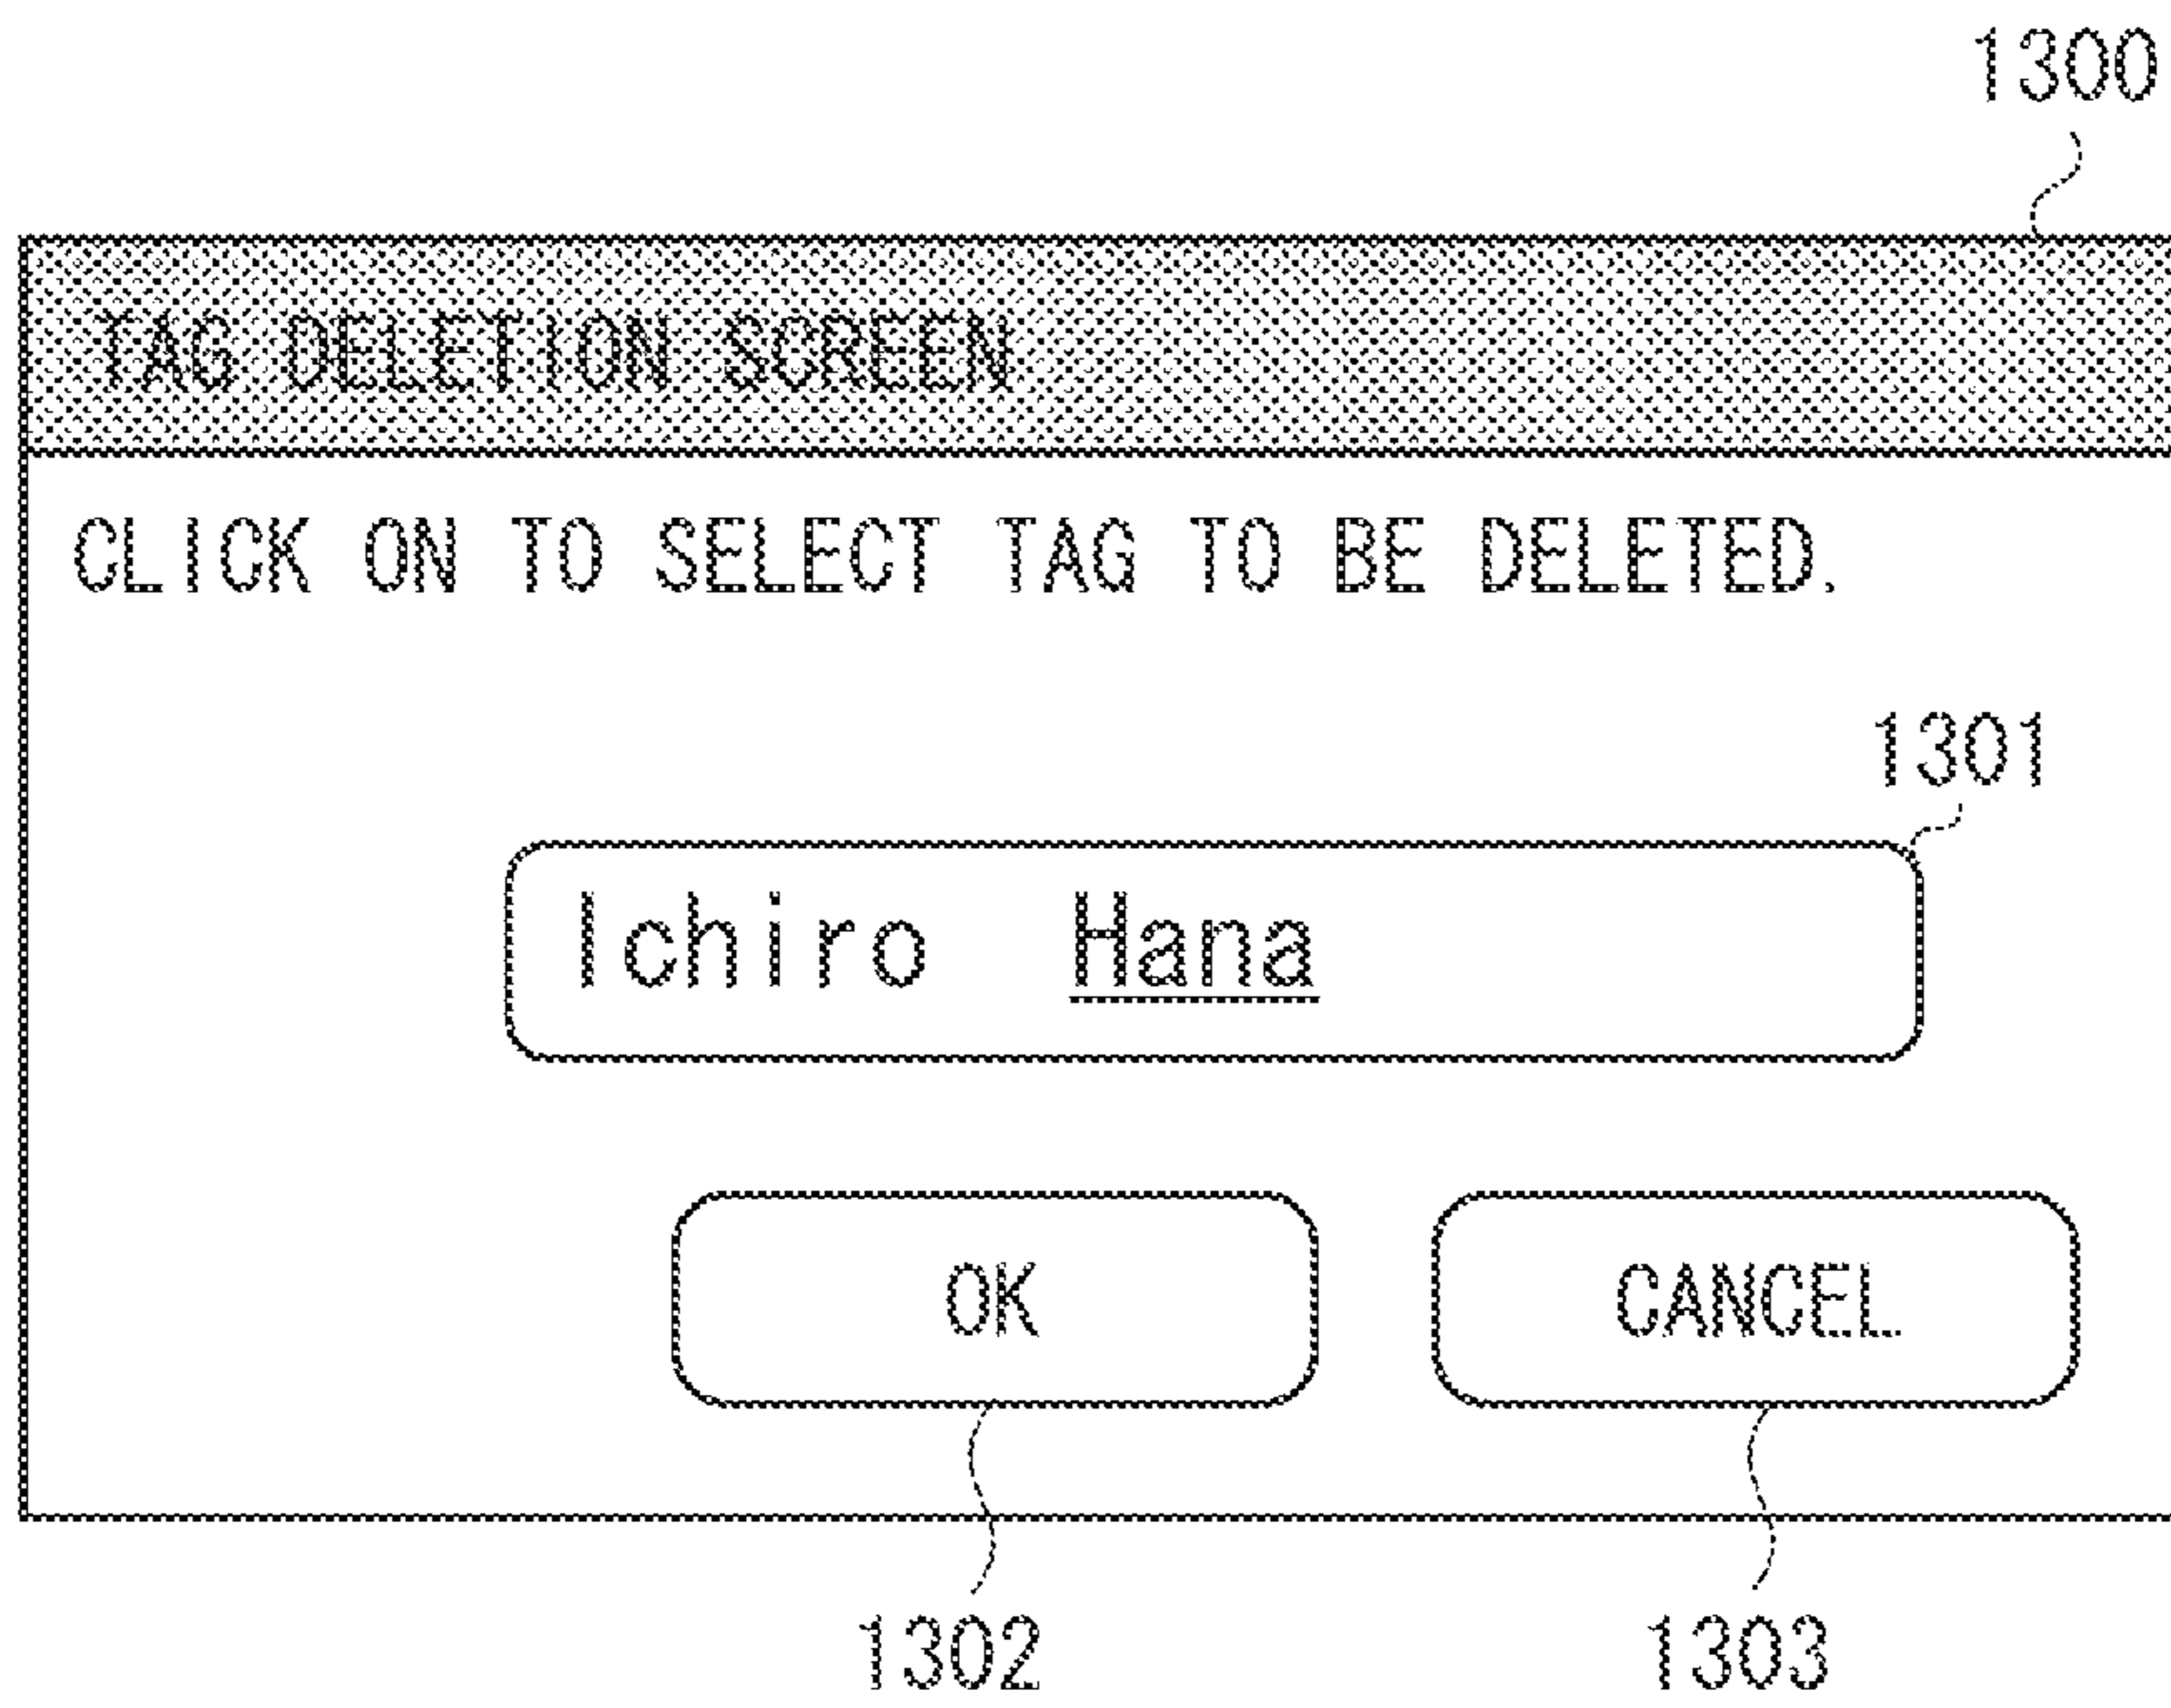 1300
TAG DELETION SCREEN
CLICK ON TO SELECT TAG TO BE DELETED.
1301
Ichiro Hana
OK CANCEL
1302 1303